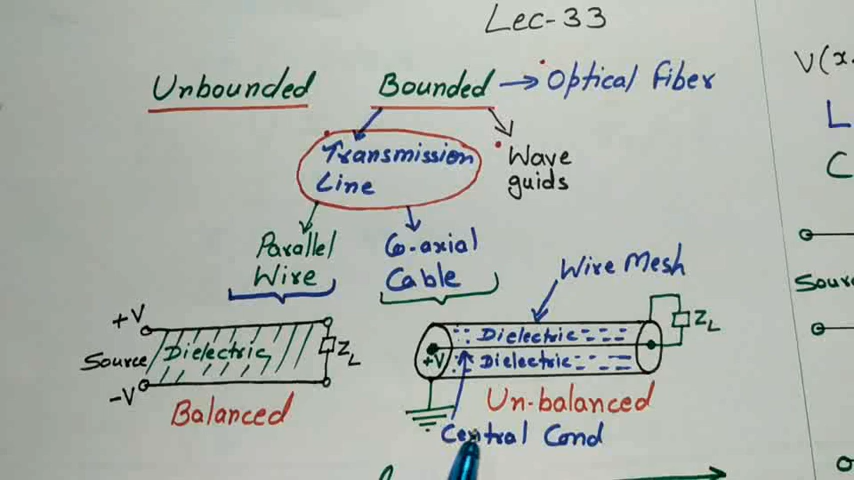 Lec-33
Unbounded
Bounded → Optical Fiber
V(x
Transmission
Line
Wave
guids
L
C
Parallel
Wire
Co-axial
Cable
Wire Mesh
+V
Source
Dielectric
ZL
-V
Balanced
Dielectric
+V
Dielectric
ZL
Un-balanced
Central Cond
Sour